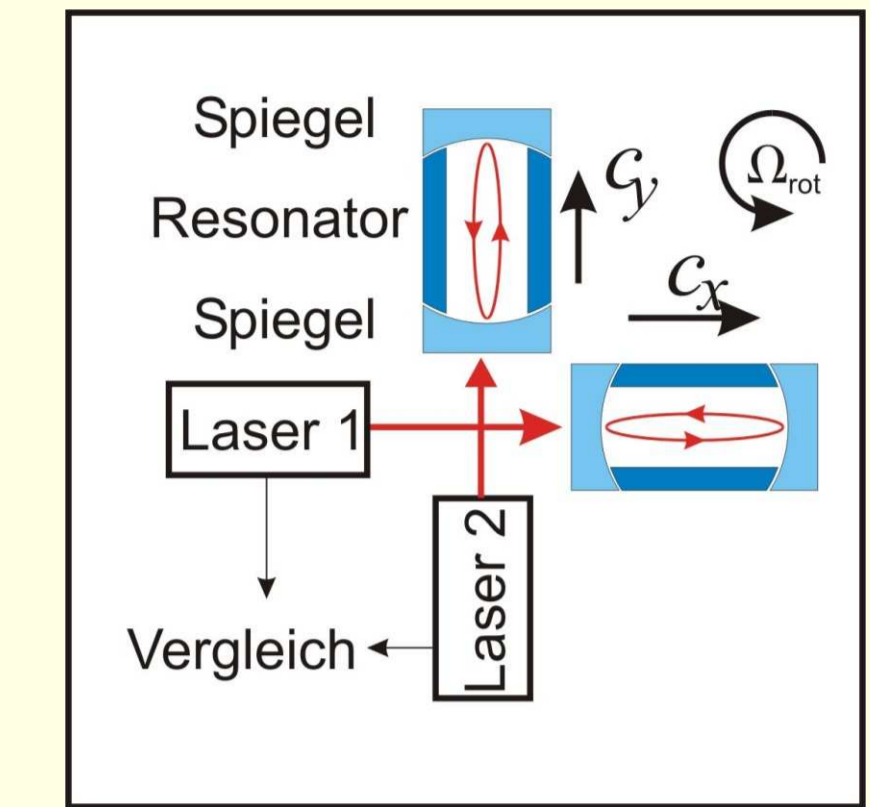 Spiegel
Resonator
Spiegel
c_y
Ω_rot
c_x
Laser 1
Laser 2
Vergleich